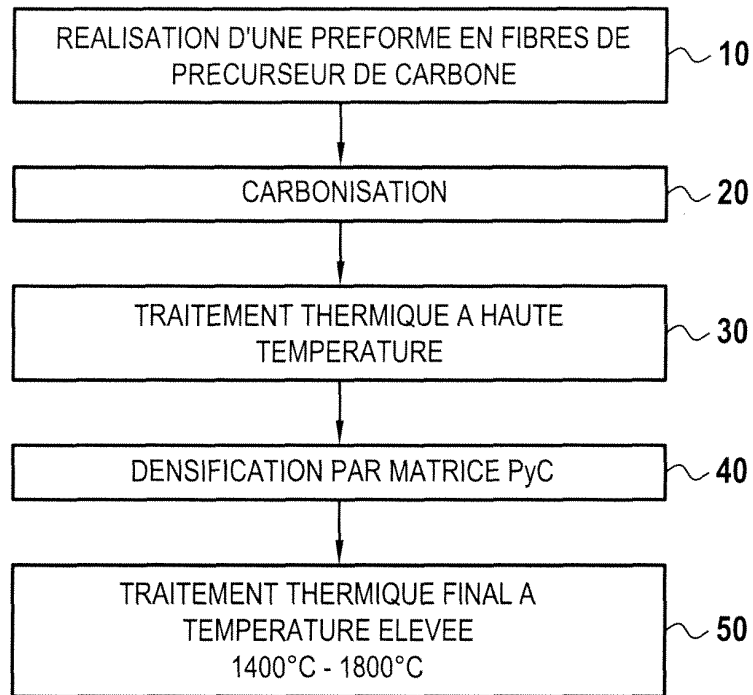 REALISATION D'UNE PREFORME EN FIBRES DE
PRECURSEUR DE CARBONE
10
CARBONISATION
20
TRAITEMENT THERMIQUE A HAUTE
TEMPERATURE
30
DENSIFICATION PAR MATRICE PyC
40
TRAITEMENT THERMIQUE FINAL A
TEMPERATURE ELEVEE
1400°C - 1800°C
50